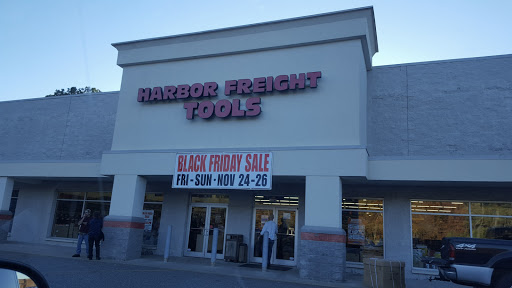 HARBOR FREIGHT
TOOLS
BLACK FRIDAY SALE
FRI-SUN • NOV 24-26